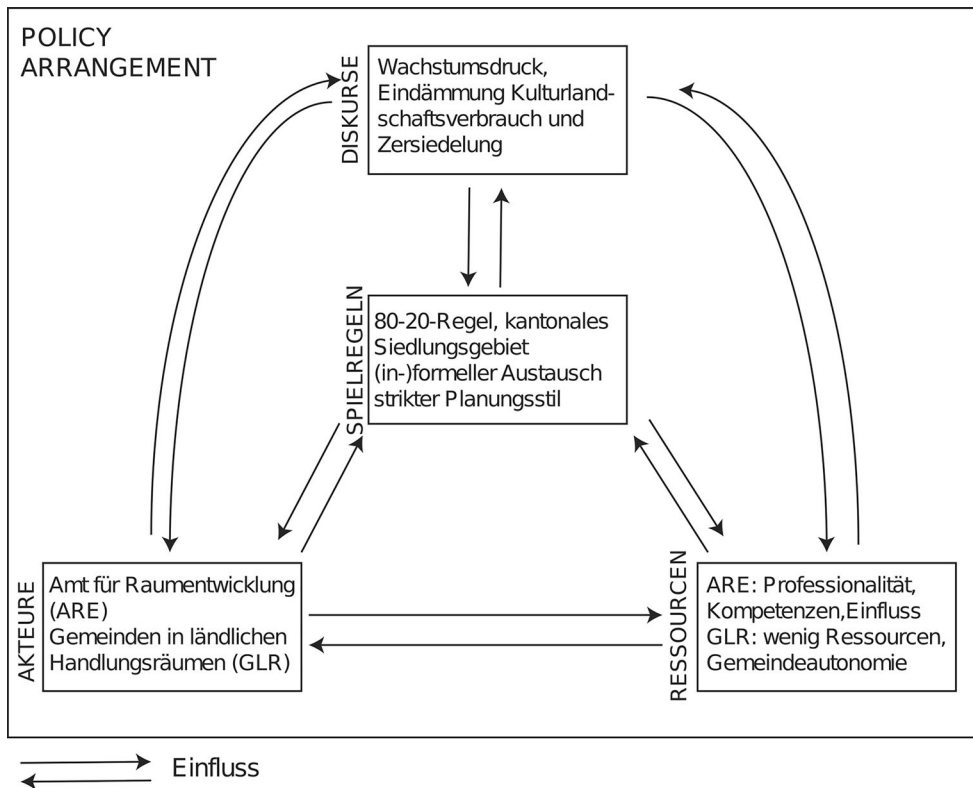 POLICY
ARRANGEMENT
DISKURSE
Wachstumsdruck,
Eindämmung Kulturland-
schaftsverbrauch und
Zersiedelung
SPIELREGELN
80-20-Regel, kantonales
Siedlungsgebiet
(in-)formeller Austausch
strikter Planungsstil
AKTEURE
Amt für Raumentwicklung
(ARE)
Gemeinden in ländlichen
Handlungsräumen (GLR)
RESSOURCEN
ARE: Professionalität,
Kompetenzen,Einfluss
GLR: wenig Ressourcen,
Gemeindeautonomie
Einfluss